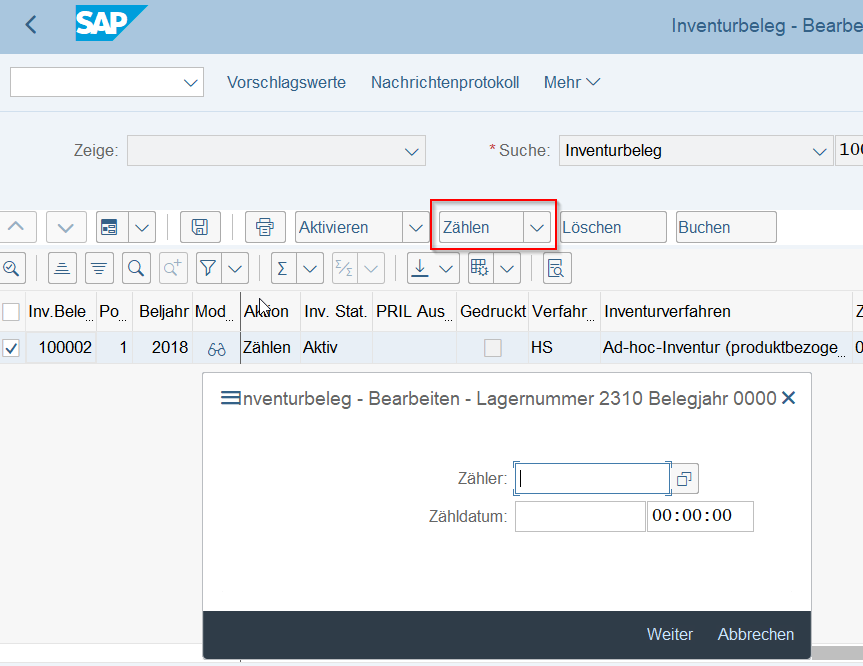 SAP
Inventurbeleg - Bearbe
Vorschlagswerte Nachrichtenprotokoll Mehr
Zeige: * Suche: Inventurbeleg 100
Aktivieren Zählen Löschen Buchen
Inv.Bele... Po... Beljahr Mod... Aktion Inv. Stat. PRIL Aus... Gedruckt Verfahr... Inventurverfahren Z
100002 1 2018 Zählen Aktiv HS Ad-hoc-Inventur (produktbezoge... 0
Inventurbeleg - Bearbeiten - Lagernummer 2310 Belegjahr 0000
Zähler:
Zähldatum: 00:00:00
Weiter Abbrechen